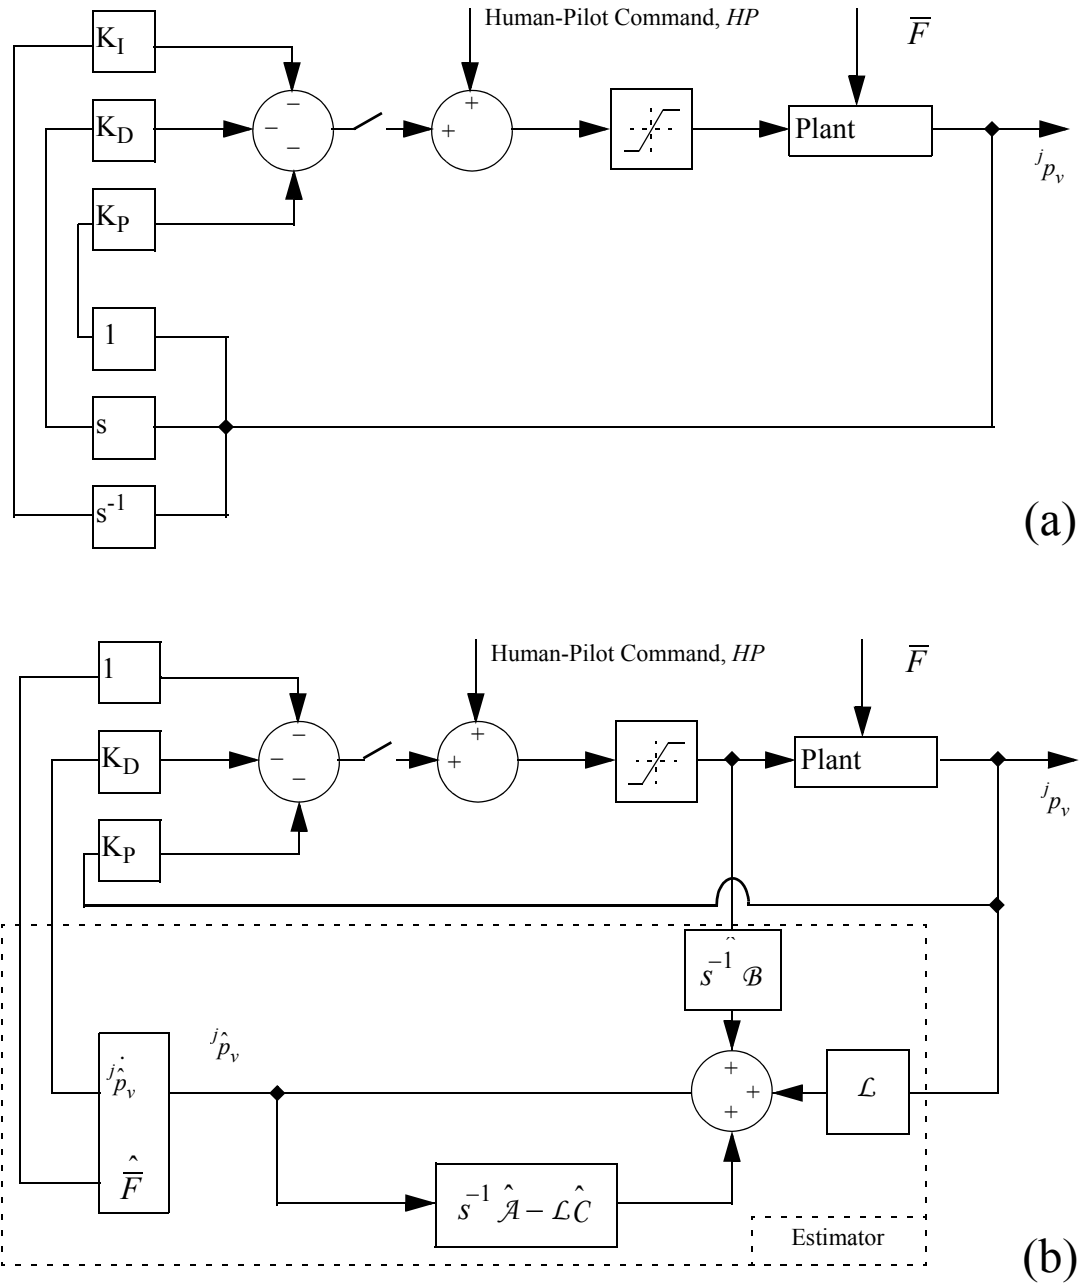 K_I
Human-Pilot Command, HP
F̅
K_D
−
−
−
+
+
Plant
^j p_v
K_P
1
s
s^-1
(a)
1
Human-Pilot Command, HP
F̅
K_D
−
−
−
+
+
Plant
^j p_v
K_P
s^−1 ℬ̂
^j p̂_v
^j p̂̇_v
+
+
+
ℒ
F̅̂
s^−1 𝒜̂ − ℒĈ
Estimator
(b)